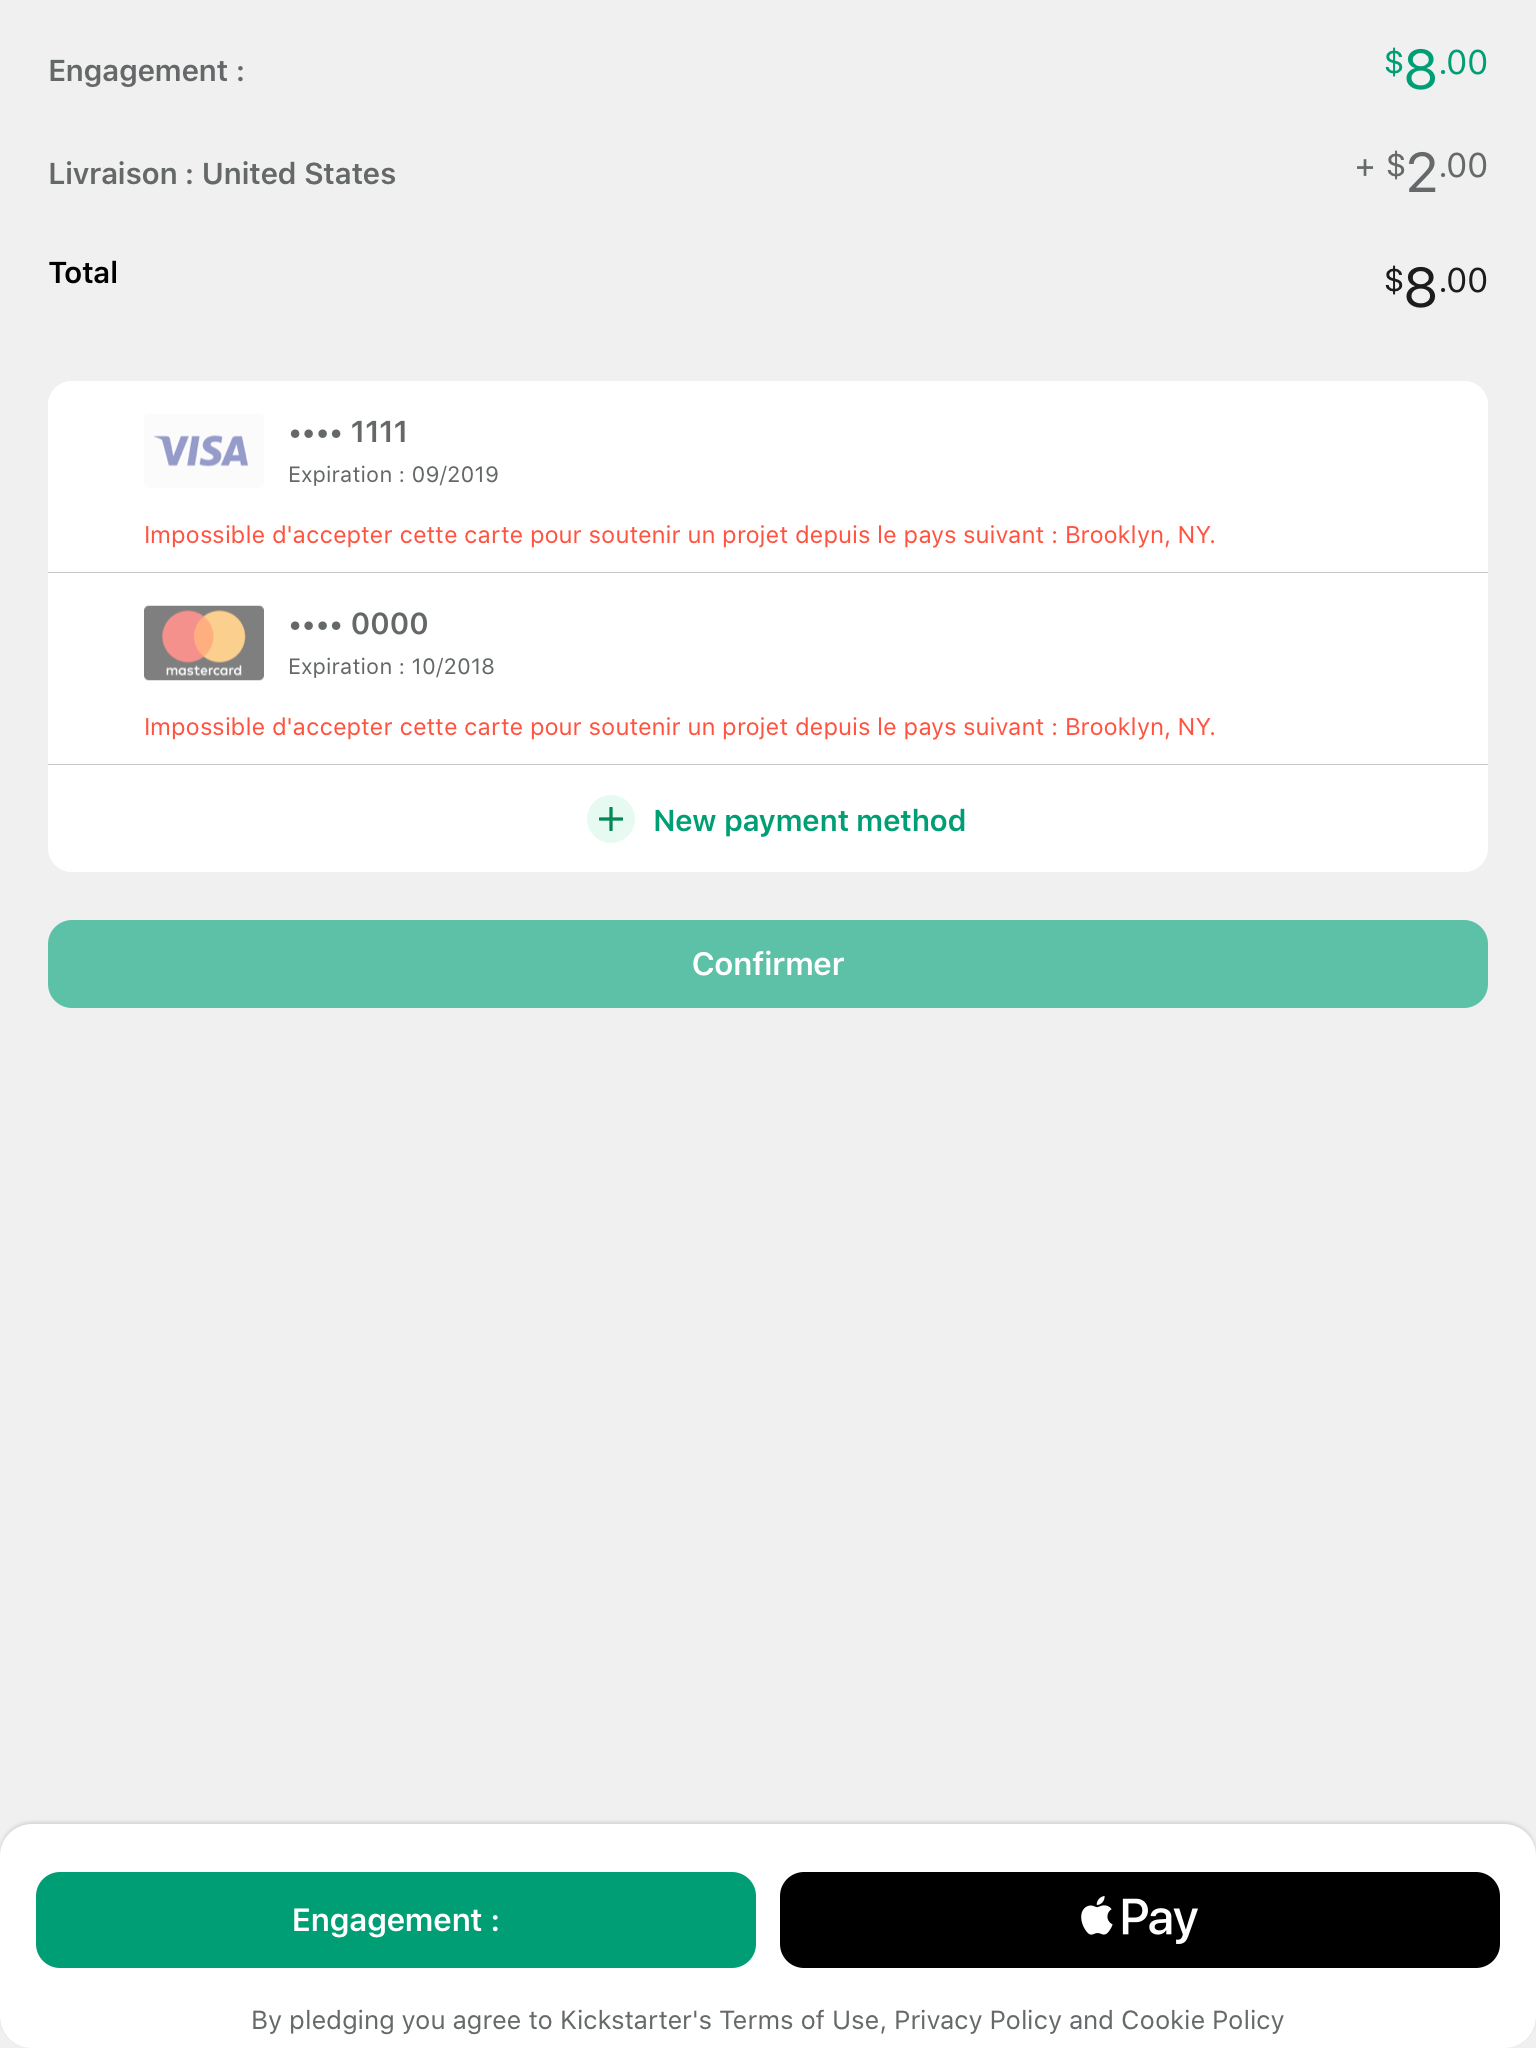 Engagement :
$8.00
Livraison : United States
+ $2.00
Total
$8.00
VISA
•••• 1111
Expiration : 09/2019
Impossible d'accepter cette carte pour soutenir un projet depuis le pays suivant : Brooklyn, NY.
mastercard
•••• 0000
Expiration : 10/2018
Impossible d'accepter cette carte pour soutenir un projet depuis le pays suivant : Brooklyn, NY.
New payment method
Confirmer
Engagement :
Pay
By pledging you agree to Kickstarter's Terms of Use, Privacy Policy and Cookie Policy